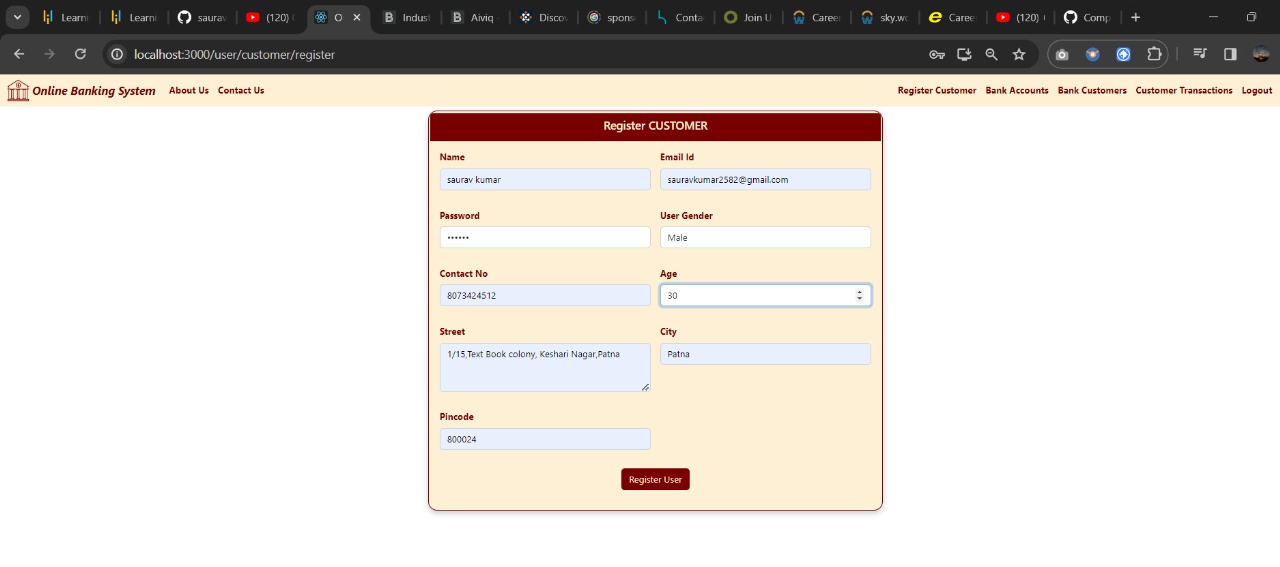 Learni
Learni
saurav
(120) (
O
Indust
Aiviq -
Discov
spons
Conta
Join U
Career
sky.wo
Career
(120) (
Comp
localhost:3000/user/customer/register
Online Banking System About Us Contact Us
Register Customer Bank Accounts Bank Customers Customer Transactions Logout
Register CUSTOMER
Name Email Id
saurav kumar sauravkumar2582@gmail.com
Password User Gender
•••••• Male
Contact No Age
8073424512 30
Street City
1/15,Text Book colony, Keshari Nagar,Patna Patna
Pincode
800024
Register User